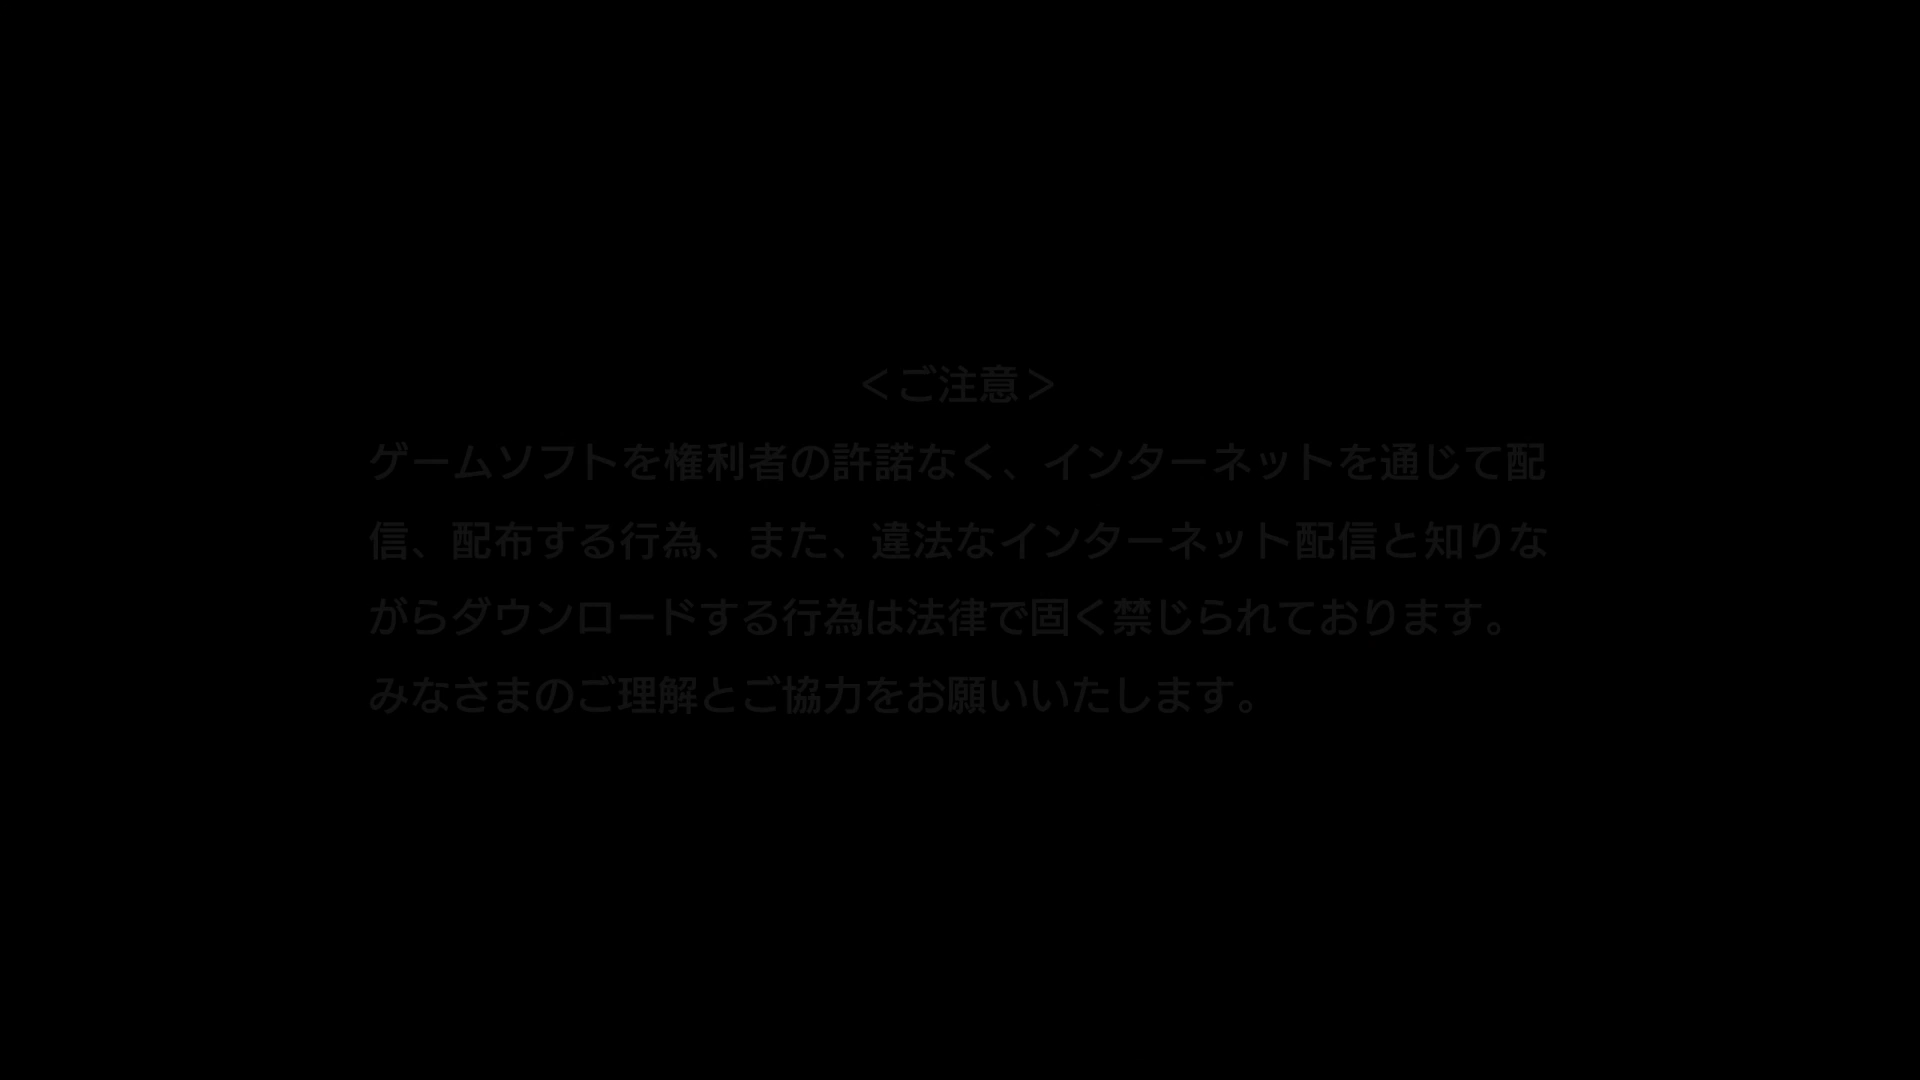 ＜ご注意＞
ゲームソフトを権利者の許諾なく、インターネットを通じて配
信、配布する行為、また、違法なインターネット配信と知りな
がらダウンロードする行為は法律で固く禁じられております。
みなさまのご理解とご協力をお願いいたします。